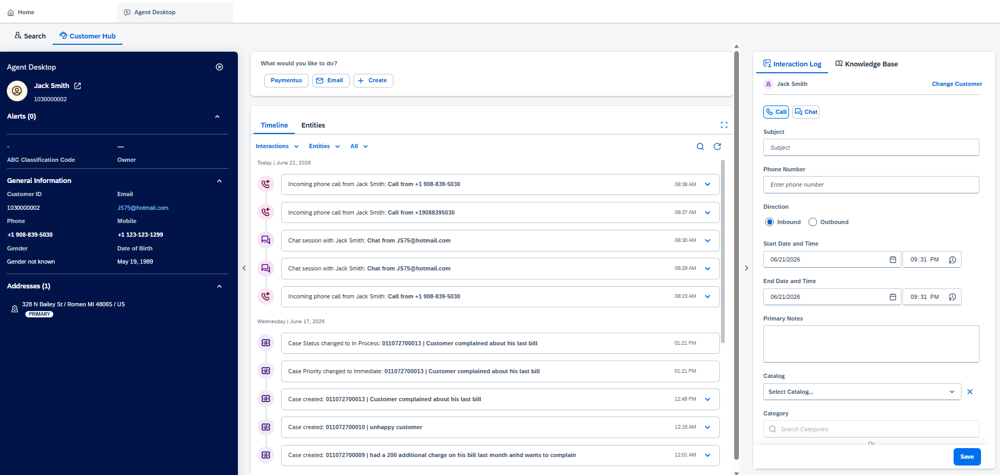 Home
Agent Desktop
Search
Customer Hub
Agent Desktop
Jack Smith
1030000002
Alerts (0)
-
—
ABC Classification Code
Owner
General Information
Customer ID
Email
1030000002
JS75@hotmail.com
Phone
Mobile
+1 908-839-5030
+1 123-123-1299
Gender
Date of Birth
Gender not known
May 19, 1989
Addresses (1)
328 N Bailey St / Romeo MI 48065 / US
PRIMARY
What would you like to do?
Paymentus
Email
Create
Timeline
Entities
Interactions
Entities
All
Today | June 21, 2026
Incoming phone call from Jack Smith: Call from +1 908-839-5030 08:38 AM
Incoming phone call from Jack Smith: Call from +19088395030 08:37 AM
Chat session with Jack Smith: Chat from JS75@hotmail.com 08:30 AM
Chat session with Jack Smith: Chat from JS75@hotmail.com 08:29 AM
Incoming phone call from Jack Smith: Call from +1 908-839-5030 08:23 AM
Wednesday | June 17, 2026
Case Status changed to In Process: 011072700013 | Customer complained about his last bill 01:21 PM
Case Priority changed to Immediate: 011072700013 | Customer complained about his last bill 01:21 PM
Case created: 011072700013 | Customer complained about his last bill 12:48 PM
Case created: 011072700010 | unhappy customer 12:16 AM
Case created: 011072700009 | had a 200 additional charge on his bill last month anhd wants to complain 12:01 AM
Interaction Log
Knowledge Base
Jack Smith
Change Customer
Call
Chat
Subject
Subject
Phone Number
Enter phone number
Direction
Inbound
Outbound
Start Date and Time
06/21/2026
09:31 PM
End Date and Time
06/21/2026
09:31 PM
Primary Notes
Catalog
Select Catalog...
Category
Search Categories
Or
Save